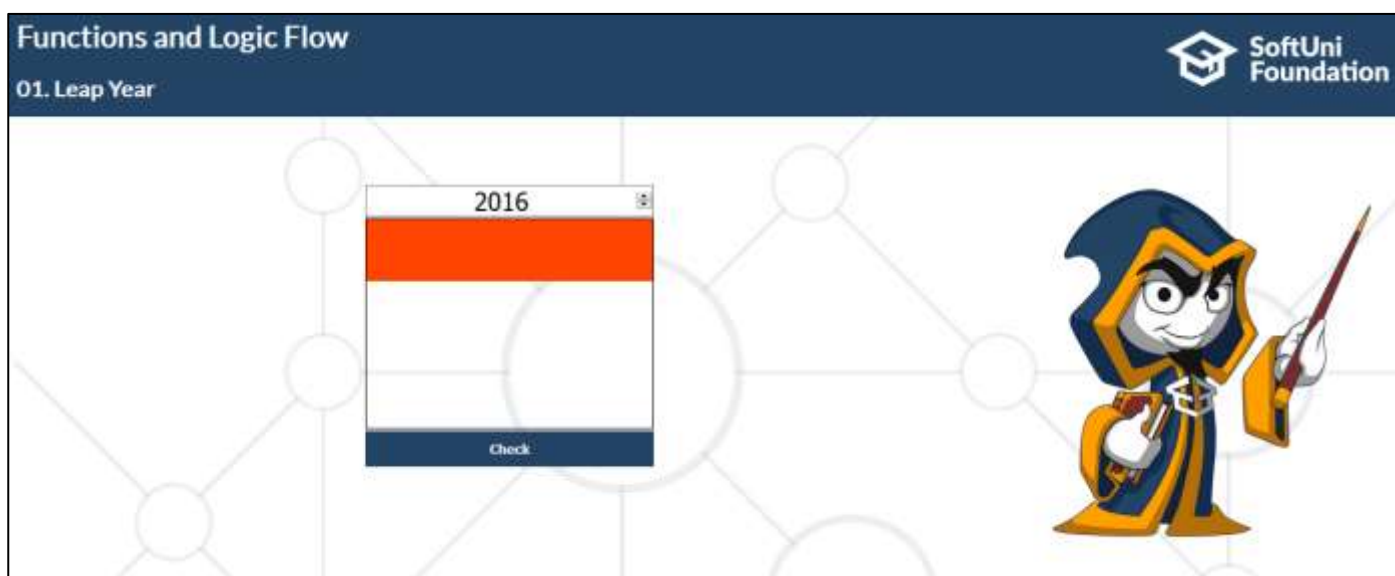 Functions and Logic Flow
SoftUni
Foundation
01. Leap Year
2016
Check